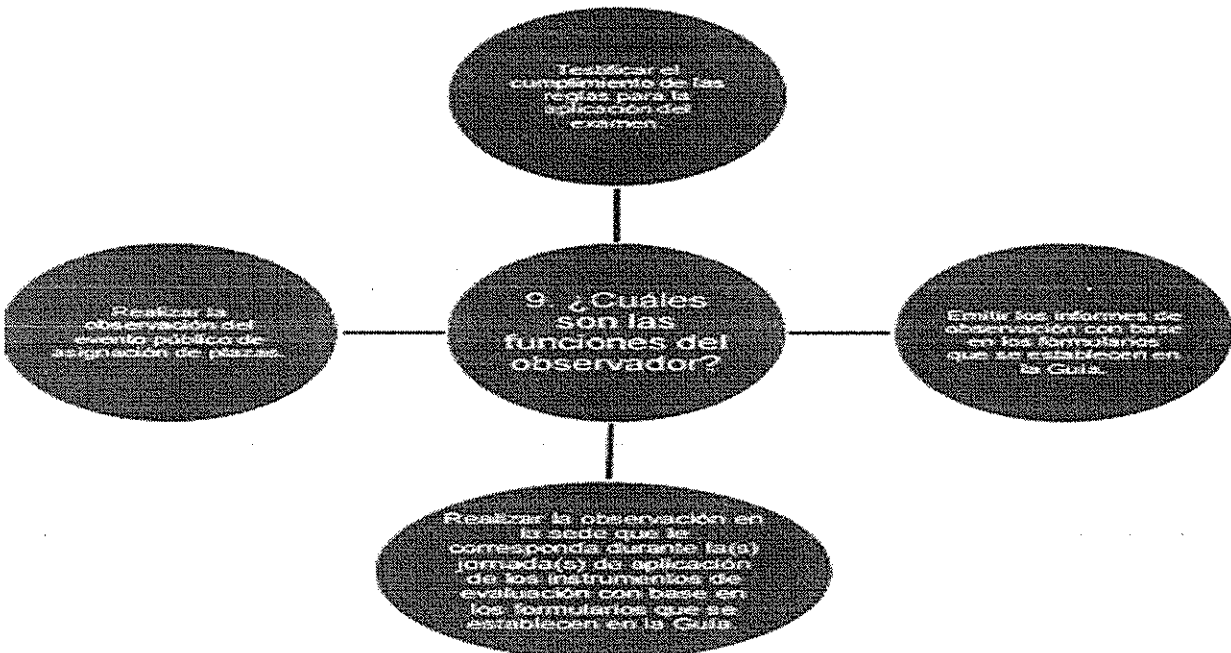 Testificar el
cumplimiento de las
reglas para la
aplicación del
examen.
Realizar la
observación del
evento público de
asignación de plazas.
9. ¿Cuáles
son las
funciones del
observador?
Emitir los informes de
observación con base
en los formularios
que se establecen en
la Guía.
Realizar la observación en
la sede que le
corresponda durante la(s)
jornada(s) de aplicación
de los instrumentos de
evaluación con base en
los formularios que se
establecen en la Guía.